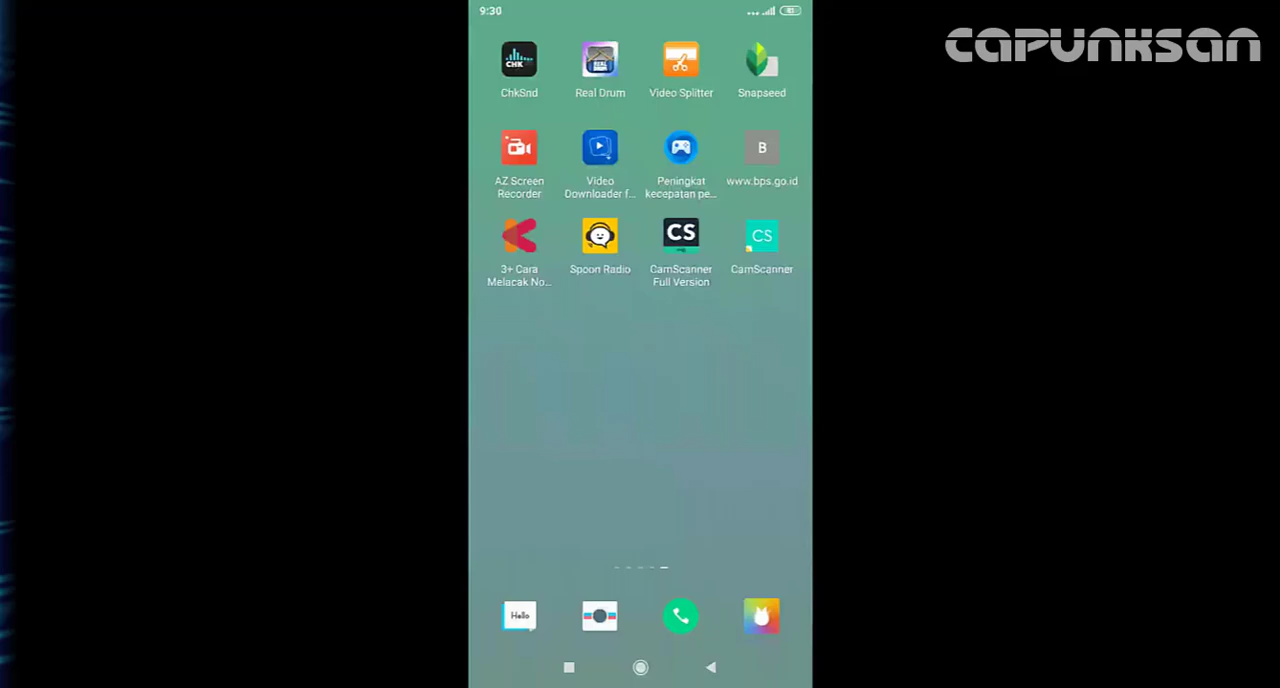 9:30
CAPUNKSAN
CHK
ChkSnd
Real Drum
Video Splitter
Snapseed
B
AZ Screen
Recorder
Video
Downloader f...
Peningkat
kecepatan pe...
www.bps.go.id
CS
CS
3+ Cara
Melacak No...
Spoon Radio
CamScanner
Full Version
CamScanner
Hello